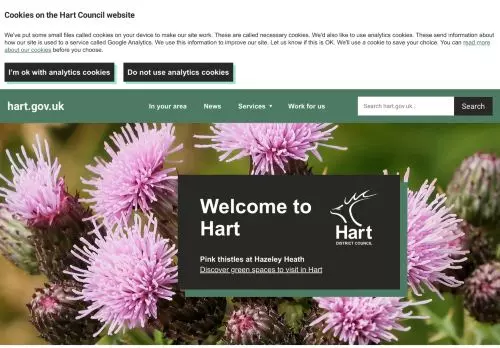 Cookies on the Hart Council website
We've put some small files called cookies on your device to make our site work. These are called necessary cookies. We'd also like to use analytics cookies. These send information
about how our site is used to a service called Google Analytics. We use this information to improve our site. Let us know if this is OK. We'll use a cookie to save your choice. You can read more
about our cookies before you choose.
I'm ok with analytics cookies Do not use analytics cookies
hart.gov.uk In your area News Services Work for us Search hart.gov.uk Search
Welcome to
Hart
Hart
DISTRICT COUNCIL
Pink thistles at Hazeley Heath
Discover green spaces to visit in Hart